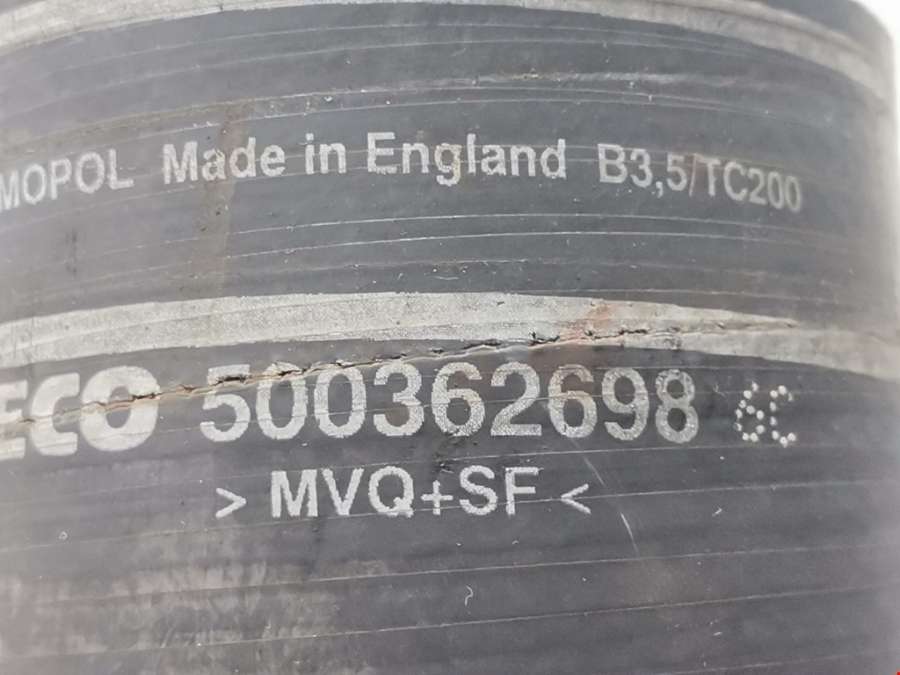 MOPOL Made in England B3,5/TC200
ECO 500362698 6C
> MVQ+SF <